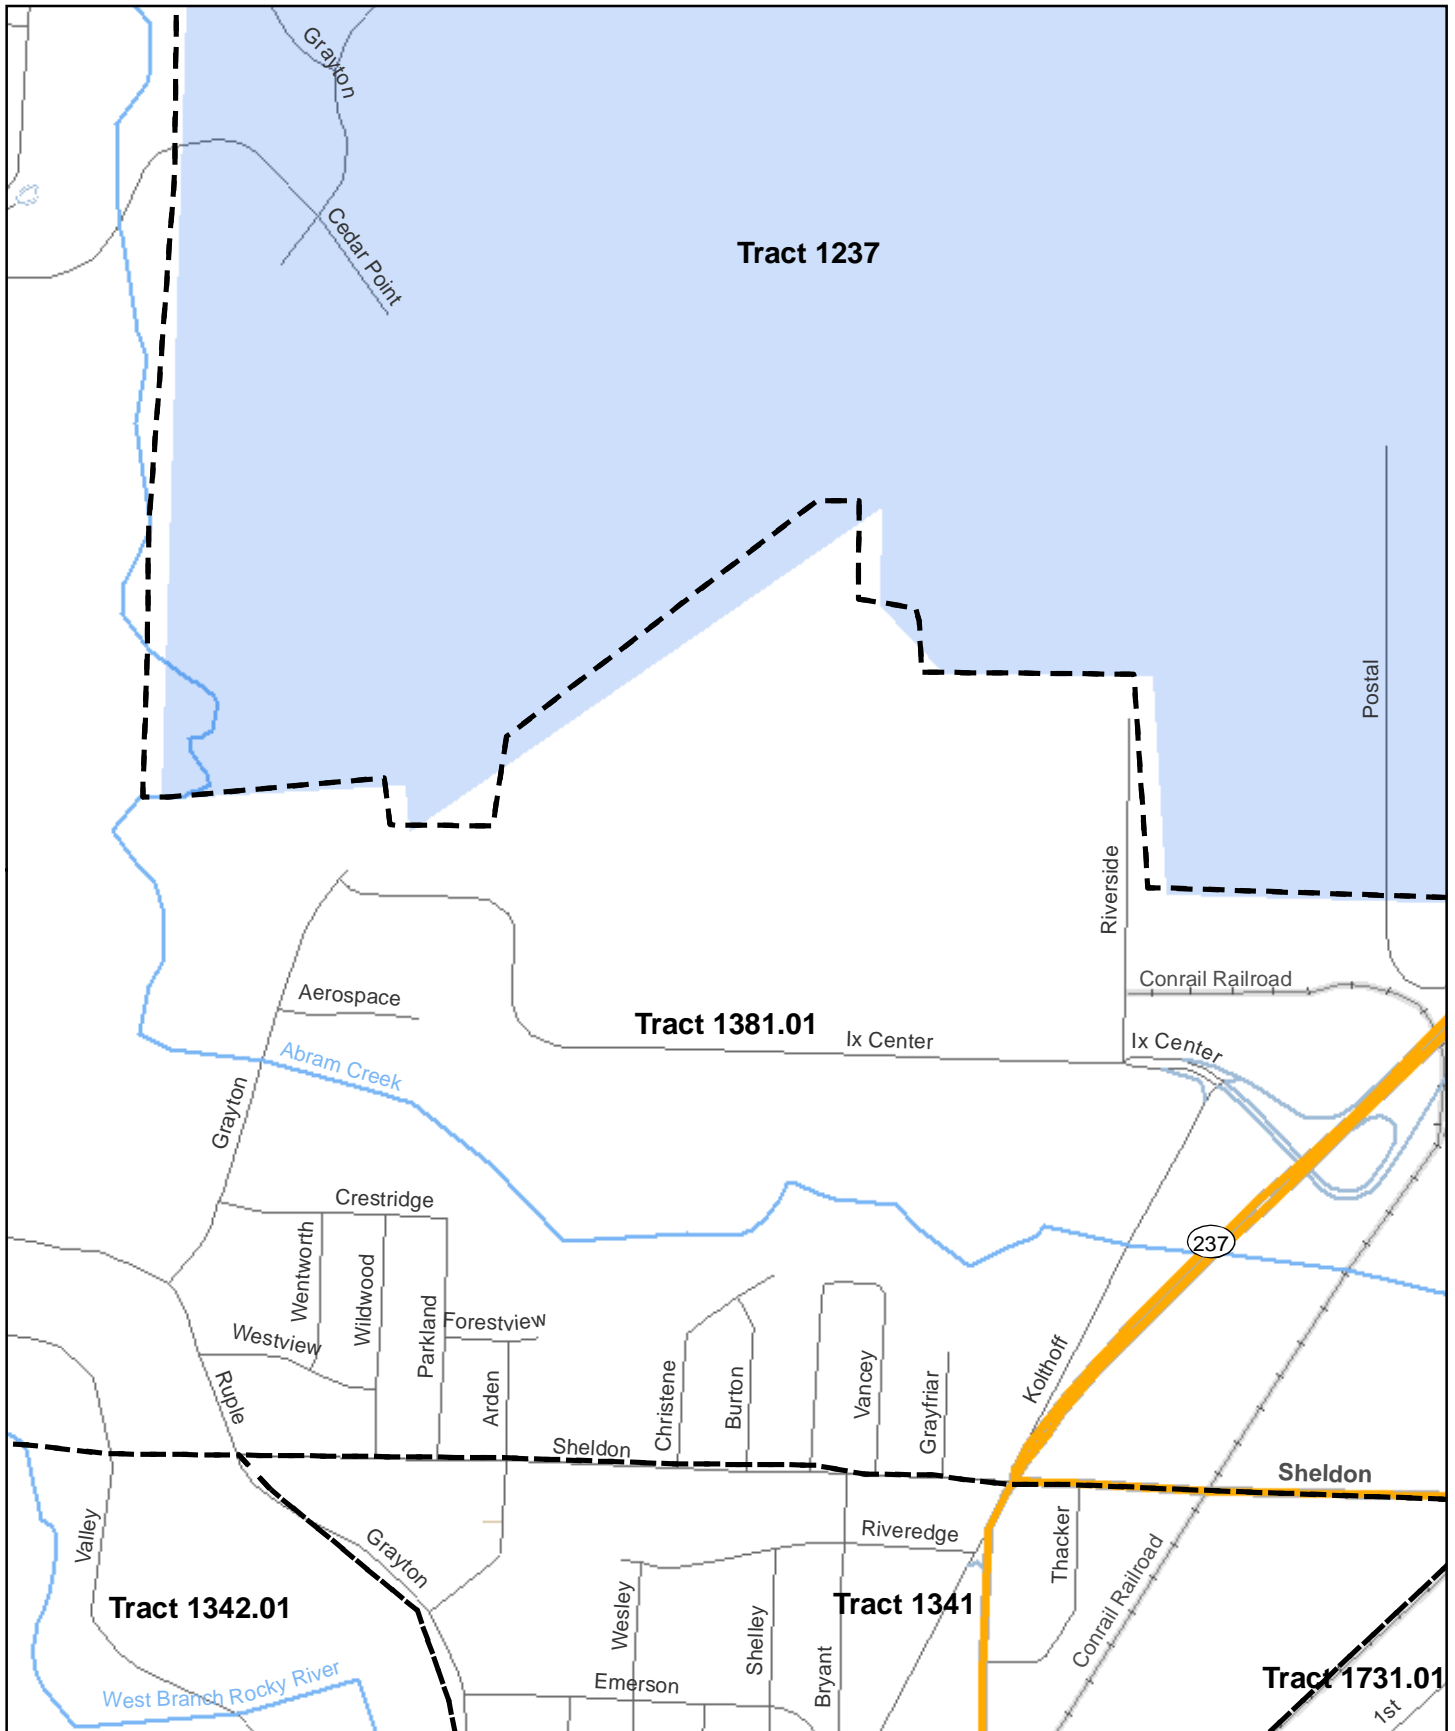 Grayton
Cedar Point
Tract 1237
Postal
Riverside
Conrail Railroad
Aerospace
Tract 1381.01
Ix Center
Ix Center
Abram Creek
Grayton
Crestridge
Wentworth
Wildwood
Parkland
Forestview
Westview
237
Ruple
Arden
Christene
Burton
Vancey
Grayfriar
Kolthoff
Sheldon
Sheldon
Valley
Grayton
Riveredge
Thacker
Conrail Railroad
Tract 1342.01
Wesley
Shelley
Tract 1341
Bryant
Emerson
West Branch Rocky River
Tract 1731.01
1st